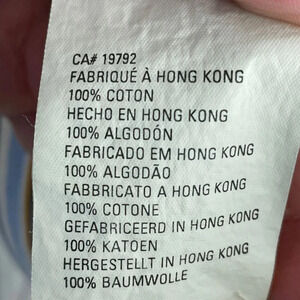 CA# 19792
FABRIQUÉ À HONG KONG
100% COTON
HECHO EN HONG KONG
100% ALGODÓN
FABRICADO EM HONG KONG
100% ALGODÃO
FABBRICATO A HONG KONG
100% COTONE
GEFABRICEERD IN HONG KONG
100% KATOEN
HERGESTELLT IN HONG KONG
100% BAUMWOLLE